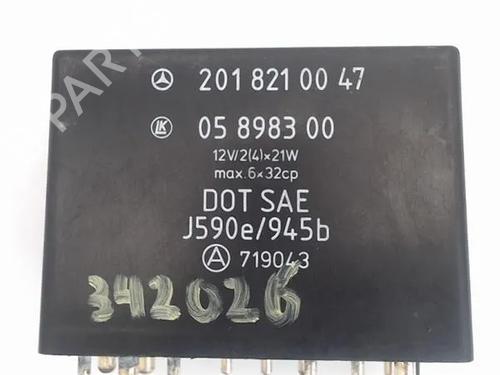 201 821 00 47
LK 05 8983 00
12V/2(4)×21W
max. 6×32cp
DOT SAE
J590e/945b
A 719043
342026